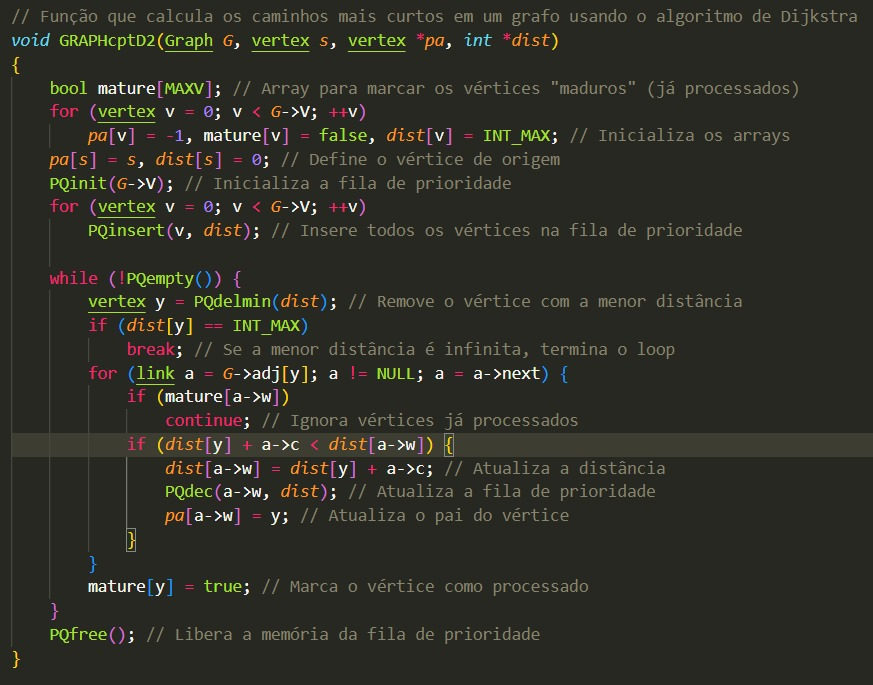 // Função que calcula os caminhos mais curtos em um grafo usando o algoritmo de Dijkstra
void GRAPHcptD2(Graph G, vertex s, vertex *pa, int *dist)
{
    bool mature[MAXV]; // Array para marcar os vértices "maduros" (já processados)
    for (vertex v = 0; v < G->V; ++v)
        pa[v] = -1, mature[v] = false, dist[v] = INT_MAX; // Inicializa os arrays
    pa[s] = s, dist[s] = 0; // Define o vértice de origem
    PQinit(G->V); // Inicializa a fila de prioridade
    for (vertex v = 0; v < G->V; ++v)
        PQinsert(v, dist); // Insere todos os vértices na fila de prioridade

    while (!PQempty()) {
        vertex y = PQdelmin(dist); // Remove o vértice com a menor distância
        if (dist[y] == INT_MAX)
            break; // Se a menor distância é infinita, termina o loop
        for (link a = G->adj[y]; a != NULL; a = a->next) {
            if (mature[a->w])
                continue; // Ignora vértices já processados
            if (dist[y] + a->c < dist[a->w]) {
                dist[a->w] = dist[y] + a->c; // Atualiza a distância
                PQdec(a->w, dist); // Atualiza a fila de prioridade
                pa[a->w] = y; // Atualiza o pai do vértice
            }
        }
        mature[y] = true; // Marca o vértice como processado
    }
    PQfree(); // Libera a memória da fila de prioridade
}